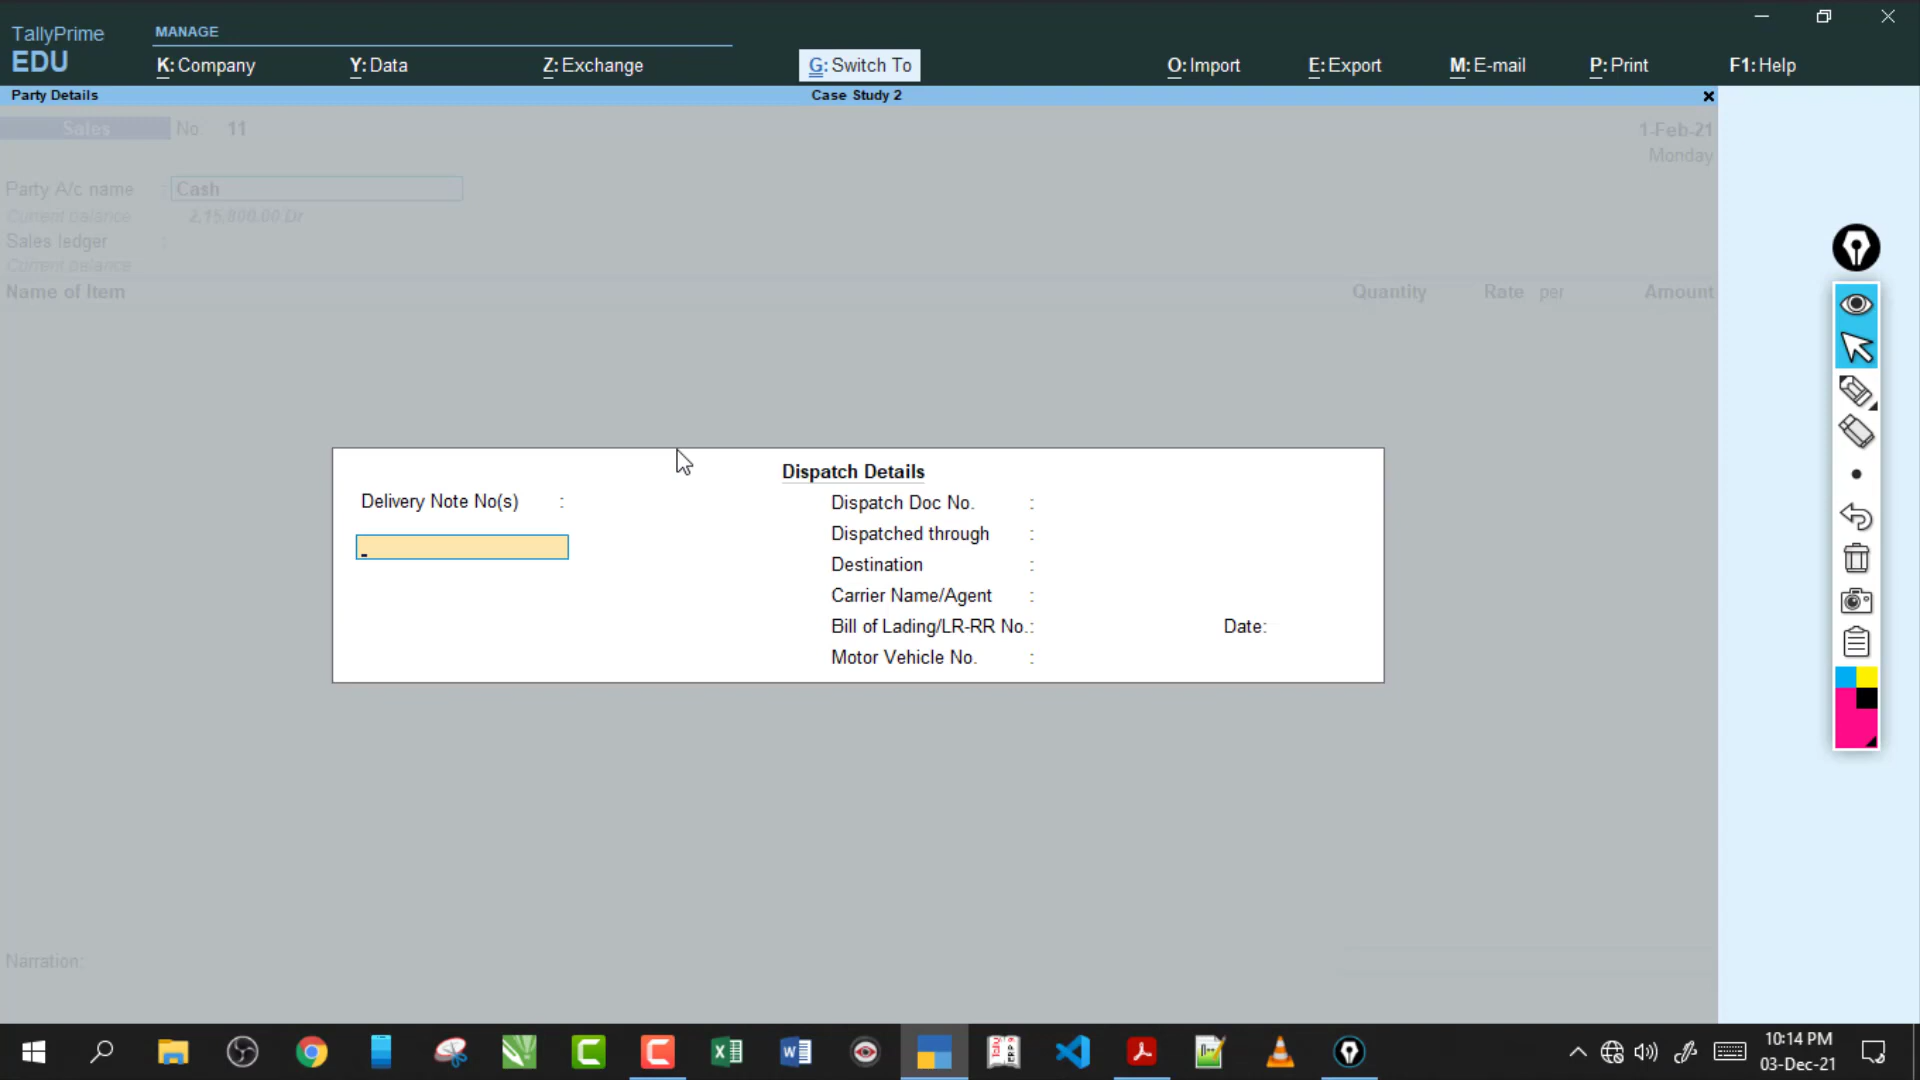 TallyPrime
EDU
MANAGE
K: Company
Y: Data
Z: Exchange
G: Switch To
O: Import
E: Export
M: E-mail
P: Print
F1: Help
Party Details
Case Study 2
Sales No. 11
1-Feb-21
Monday
Party A/c name : Cash
Current balance 2,15,800.00 Dr
Sales ledger :
Current balance
Name of Item Quantity Rate per Amount
Dispatch Details
Delivery Note No(s) :
Dispatch Doc No. :
Dispatched through :
Destination :
Carrier Name/Agent :
Bill of Lading/LR-RR No.: Date:
Motor Vehicle No. :
Narration:
10:14 PM
03-Dec-21